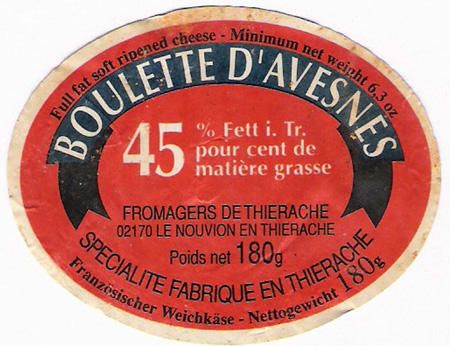 Full fat soft ripened cheese - Minimum net weight 6,3 oz
BOULETTE D'AVESNES
45 % Fett i. Tr.
pour cent de
matière grasse
FROMAGERS DE THIERACHE
02170 LE NOUVION EN THIERACHE
Poids net 180g
SPECIALITE FABRIQUE EN THIERACHE
Französischer Weichkäse - Nettogewicht 180g